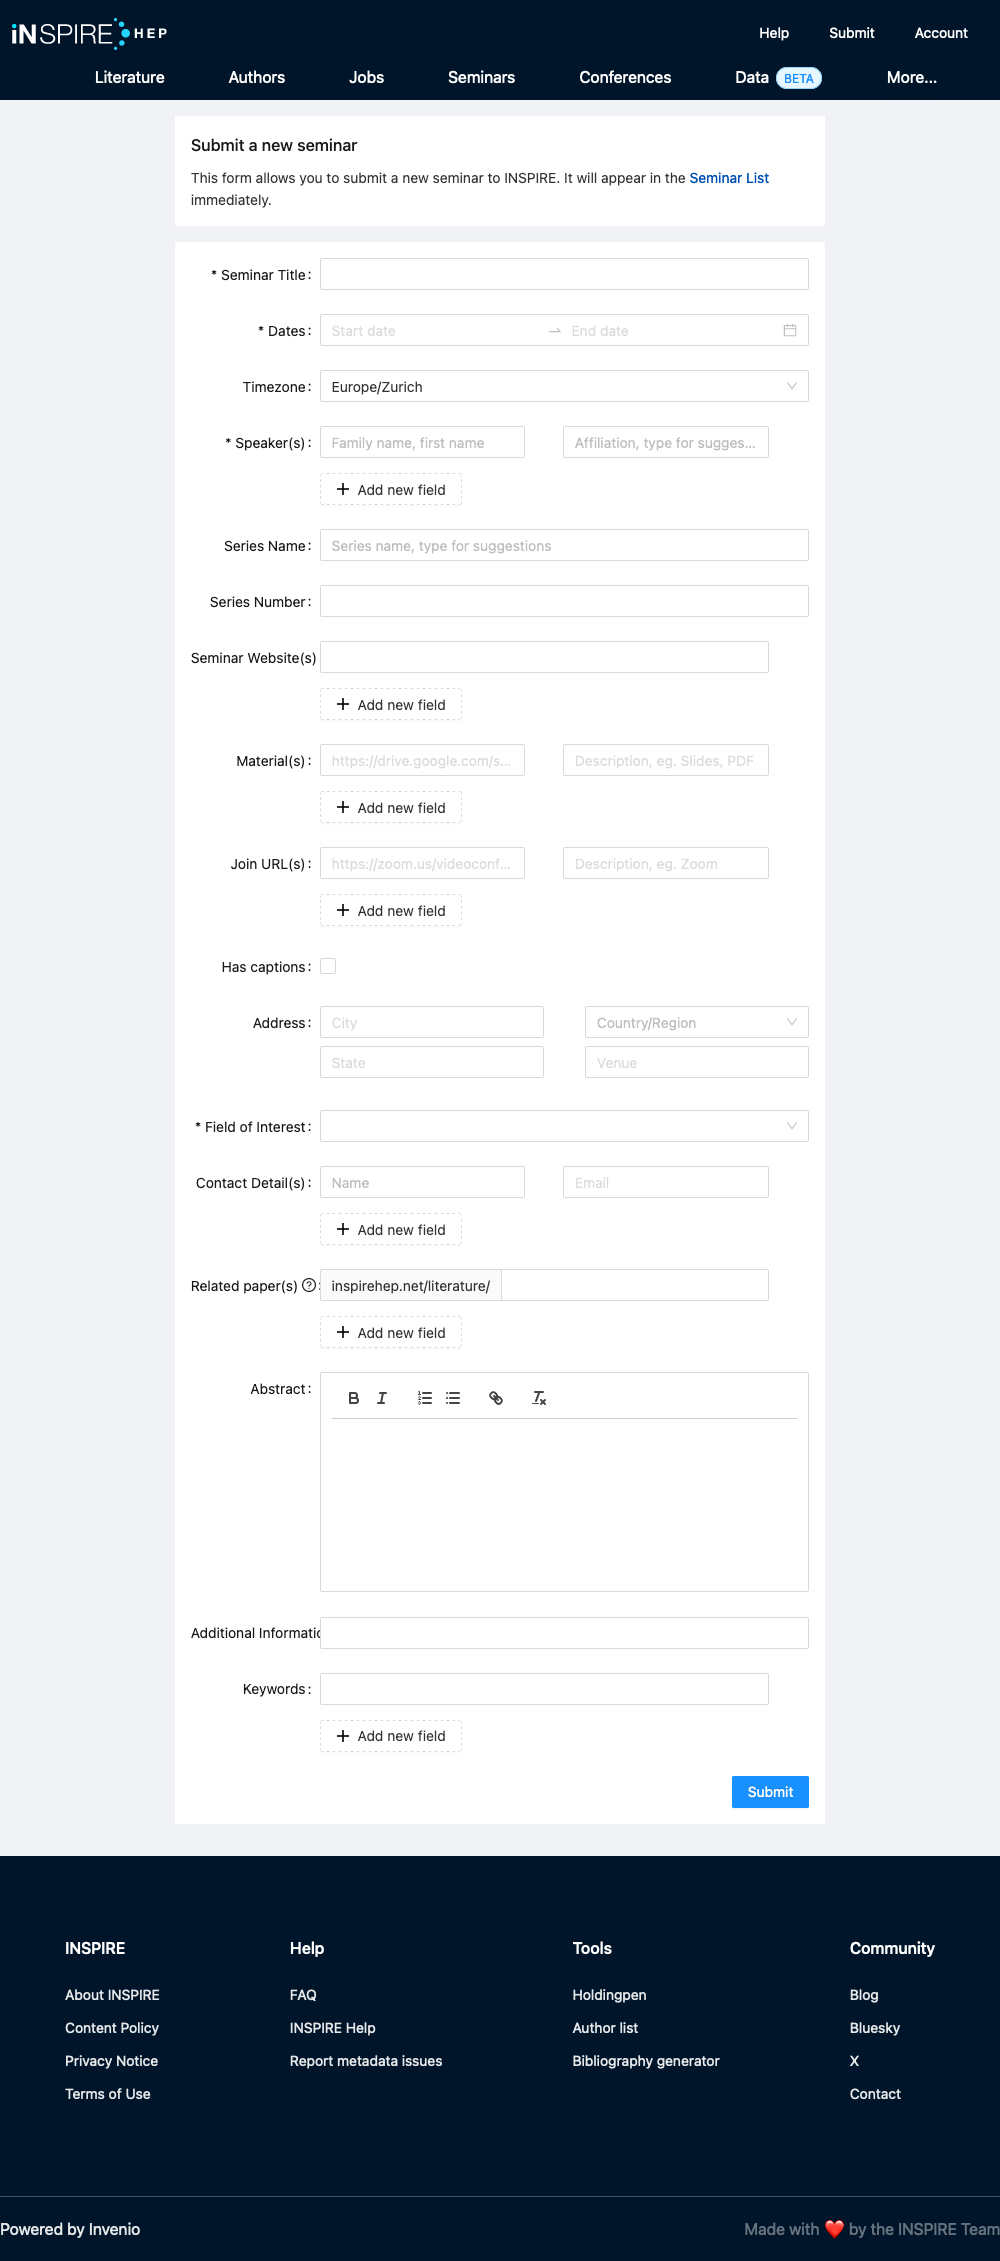 iNSPIRE HEP
Help Submit Account
Literature Authors Jobs Seminars Conferences Data BETA More...
Submit a new seminar
This form allows you to submit a new seminar to INSPIRE. It will appear in the Seminar List
immediately.
* Seminar Title:
* Dates: Start date → End date
Timezone: Europe/Zurich
* Speaker(s): Family name, first name Affiliation, type for sugges...
+ Add new field
Series Name: Series name, type for suggestions
Series Number:
Seminar Website(s)
+ Add new field
Material(s): https://drive.google.com/s... Description, eg. Slides, PDF
+ Add new field
Join URL(s): https://zoom.us/videoconf... Description, eg. Zoom
+ Add new field
Has captions:
Address: City Country/Region
State Venue
* Field of Interest:
Contact Detail(s): Name Email
+ Add new field
Related paper(s) ?: inspirehep.net/literature/
+ Add new field
Abstract: B I
Additional Informatic
Keywords:
+ Add new field
Submit
INSPIRE Help Tools Community
About INSPIRE FAQ Holdingpen Blog
Content Policy INSPIRE Help Author list Bluesky
Privacy Notice Report metadata issues Bibliography generator X
Terms of Use Contact
Powered by Invenio Made with ❤️ by the INSPIRE Team